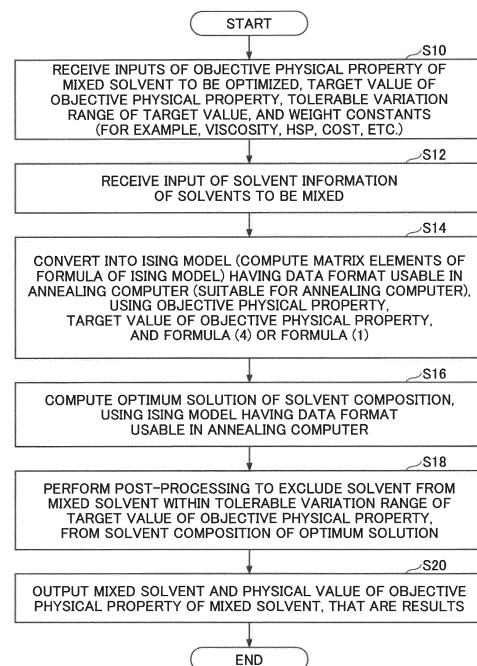 START
S10
RECEIVE INPUTS OF OBJECTIVE PHYSICAL PROPERTY OF
MIXED SOLVENT TO BE OPTIMIZED, TARGET VALUE OF
OBJECTIVE PHYSICAL PROPERTY, TOLERABLE VARIATION
RANGE OF TARGET VALUE, AND WEIGHT CONSTANTS
(FOR EXAMPLE, VISCOSITY, HSP, COST, ETC.)
S12
RECEIVE INPUT OF SOLVENT INFORMATION
OF SOLVENTS TO BE MIXED
S14
CONVERT INTO ISING MODEL (COMPUTE MATRIX ELEMENTS OF
FORMULA OF ISING MODEL) HAVING DATA FORMAT USABLE IN
ANNEALING COMPUTER (SUITABLE FOR ANNEALING COMPUTER),
USING OBJECTIVE PHYSICAL PROPERTY,
TARGET VALUE OF OBJECTIVE PHYSICAL PROPERTY,
AND FORMULA (4) OR FORMULA (1)
S16
COMPUTE OPTIMUM SOLUTION OF SOLVENT COMPOSITION,
USING ISING MODEL HAVING DATA FORMAT
USABLE IN ANNEALING COMPUTER
S18
PERFORM POST-PROCESSING TO EXCLUDE SOLVENT FROM
MIXED SOLVENT WITHIN TOLERABLE VARIATION RANGE OF
TARGET VALUE OF OBJECTIVE PHYSICAL PROPERTY,
FROM SOLVENT COMPOSITION OF OPTIMUM SOLUTION
S20
OUTPUT MIXED SOLVENT AND PHYSICAL VALUE OF OBJECTIVE
PHYSICAL PROPERTY OF MIXED SOLVENT, THAT ARE RESULTS
END